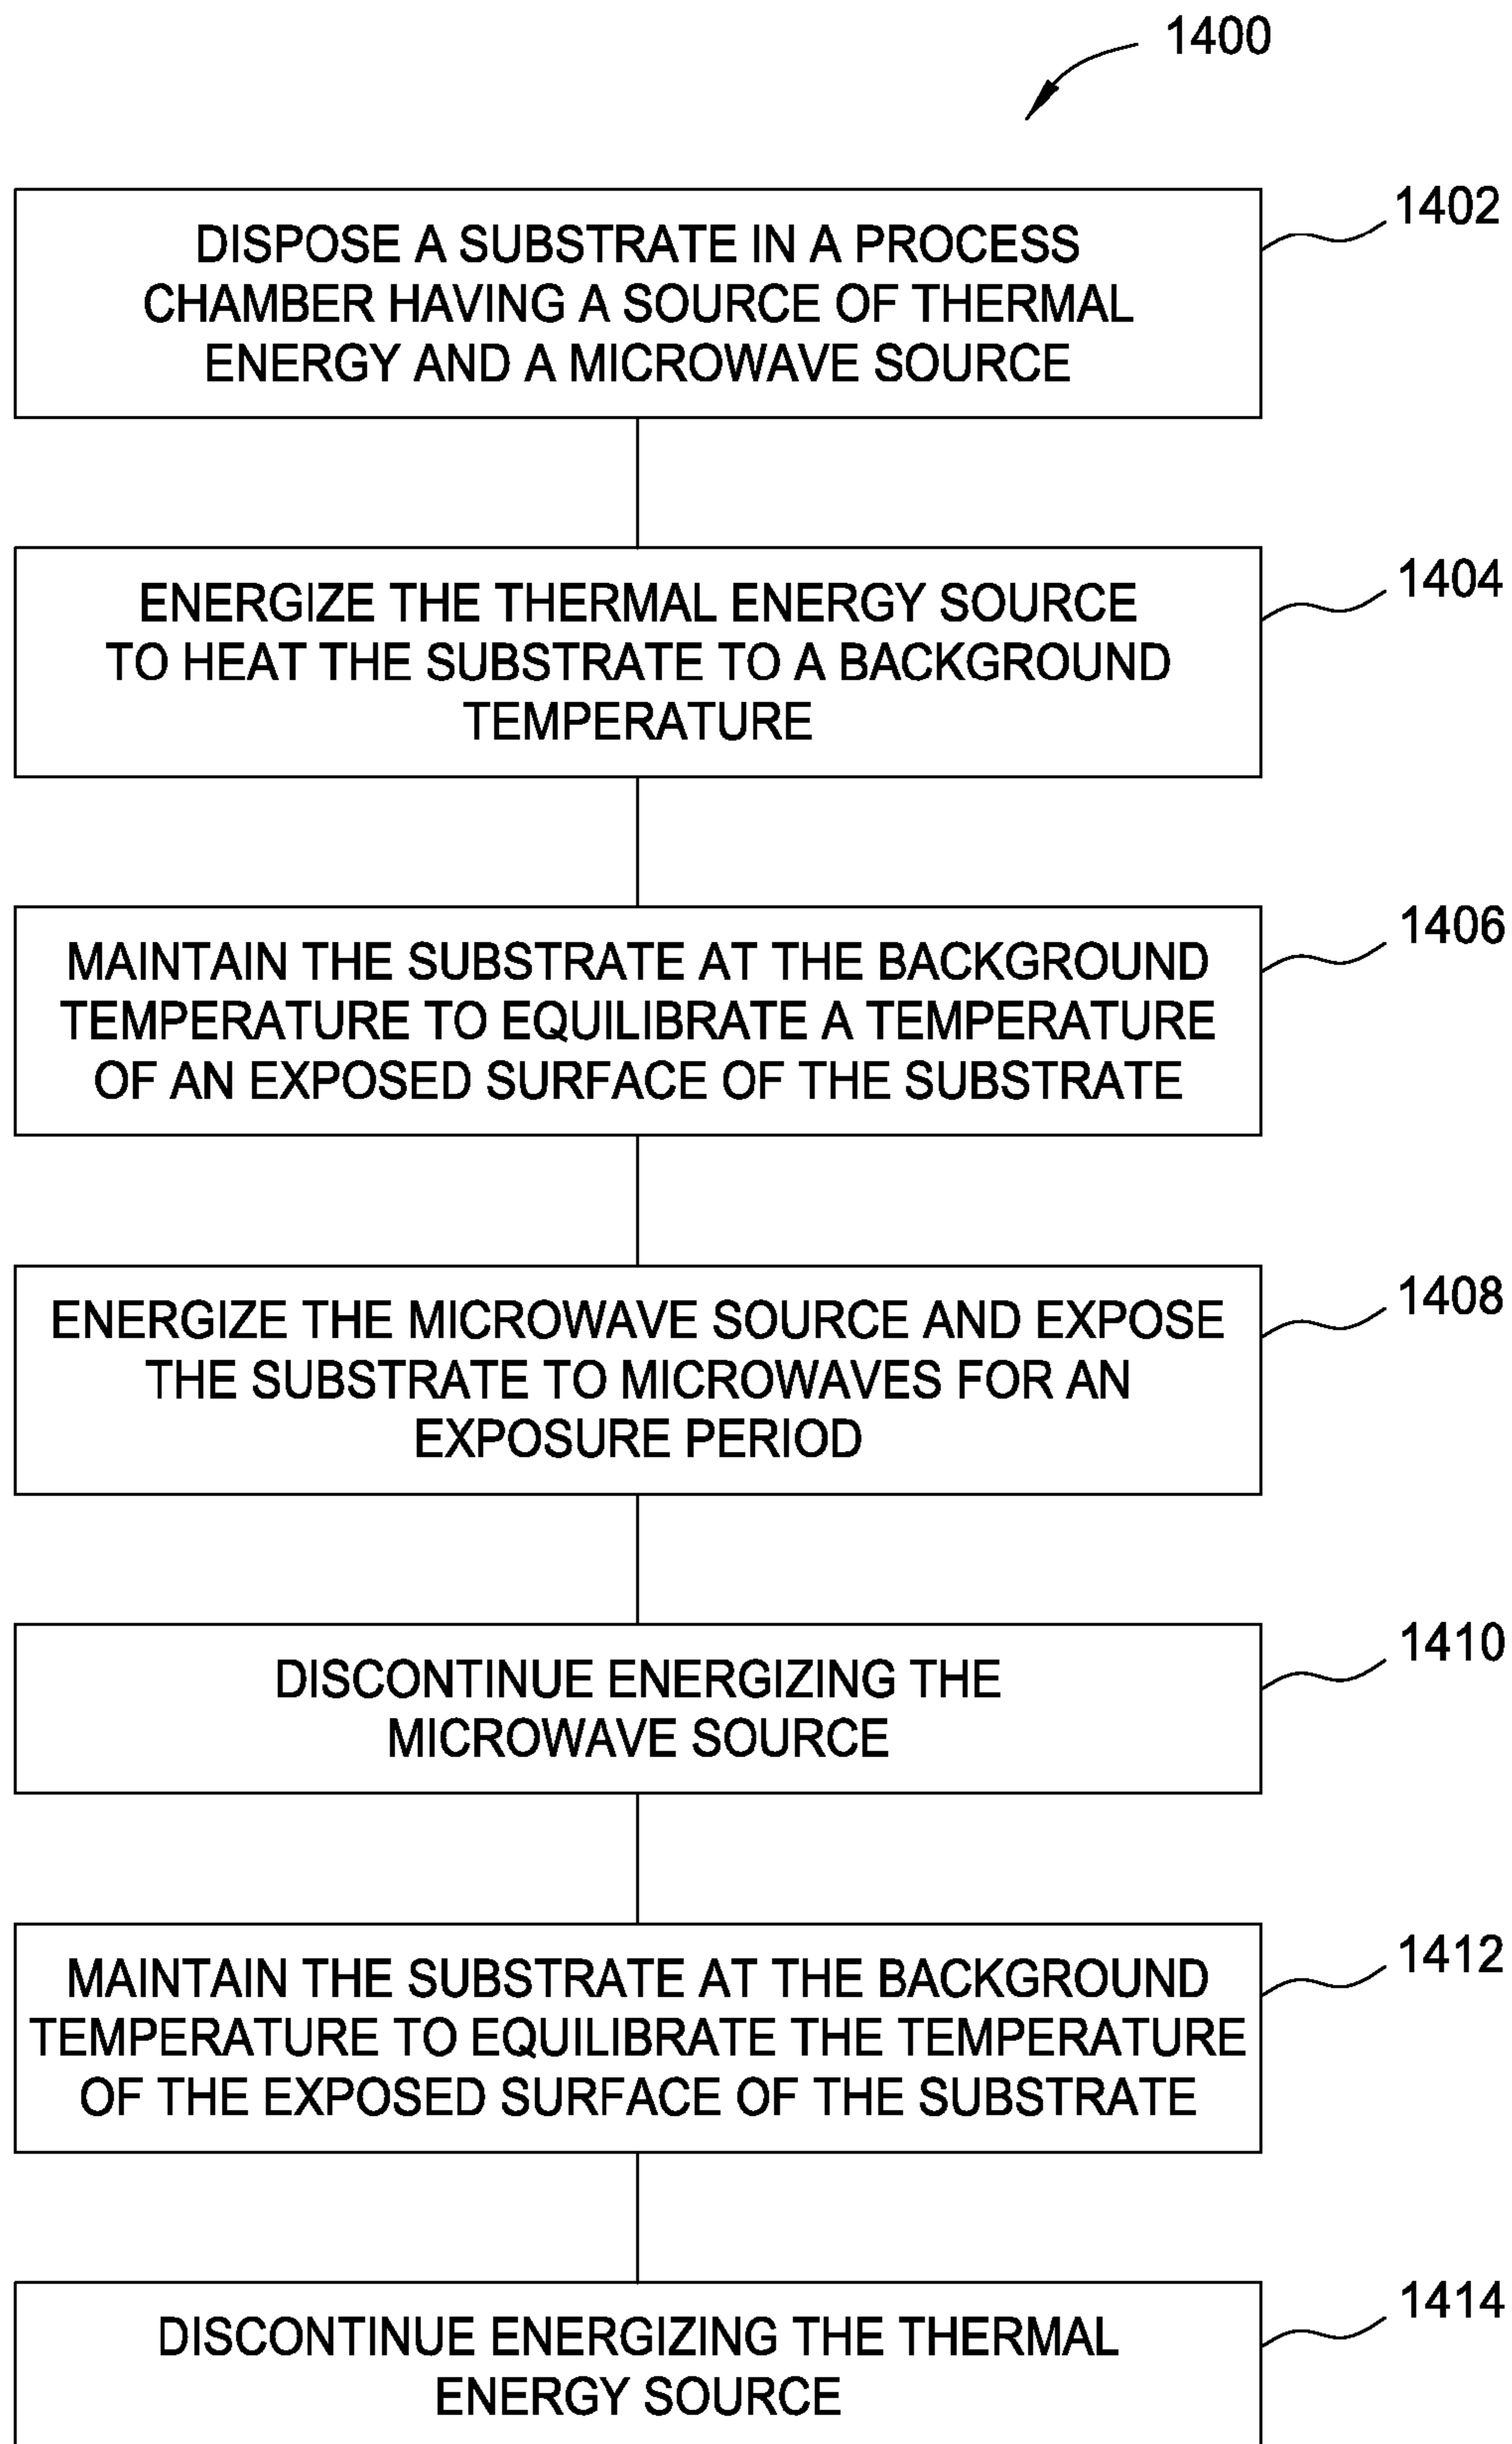 1400
1402
DISPOSE A SUBSTRATE IN A PROCESS
CHAMBER HAVING A SOURCE OF THERMAL
ENERGY AND A MICROWAVE SOURCE
1404
ENERGIZE THE THERMAL ENERGY SOURCE
TO HEAT THE SUBSTRATE TO A BACKGROUND
TEMPERATURE
1406
MAINTAIN THE SUBSTRATE AT THE BACKGROUND
TEMPERATURE TO EQUILIBRATE A TEMPERATURE
OF AN EXPOSED SURFACE OF THE SUBSTRATE
1408
ENERGIZE THE MICROWAVE SOURCE AND EXPOSE
THE SUBSTRATE TO MICROWAVES FOR AN
EXPOSURE PERIOD
1410
DISCONTINUE ENERGIZING THE
MICROWAVE SOURCE
1412
MAINTAIN THE SUBSTRATE AT THE BACKGROUND
TEMPERATURE TO EQUILIBRATE THE TEMPERATURE
OF THE EXPOSED SURFACE OF THE SUBSTRATE
1414
DISCONTINUE ENERGIZING THE THERMAL
ENERGY SOURCE